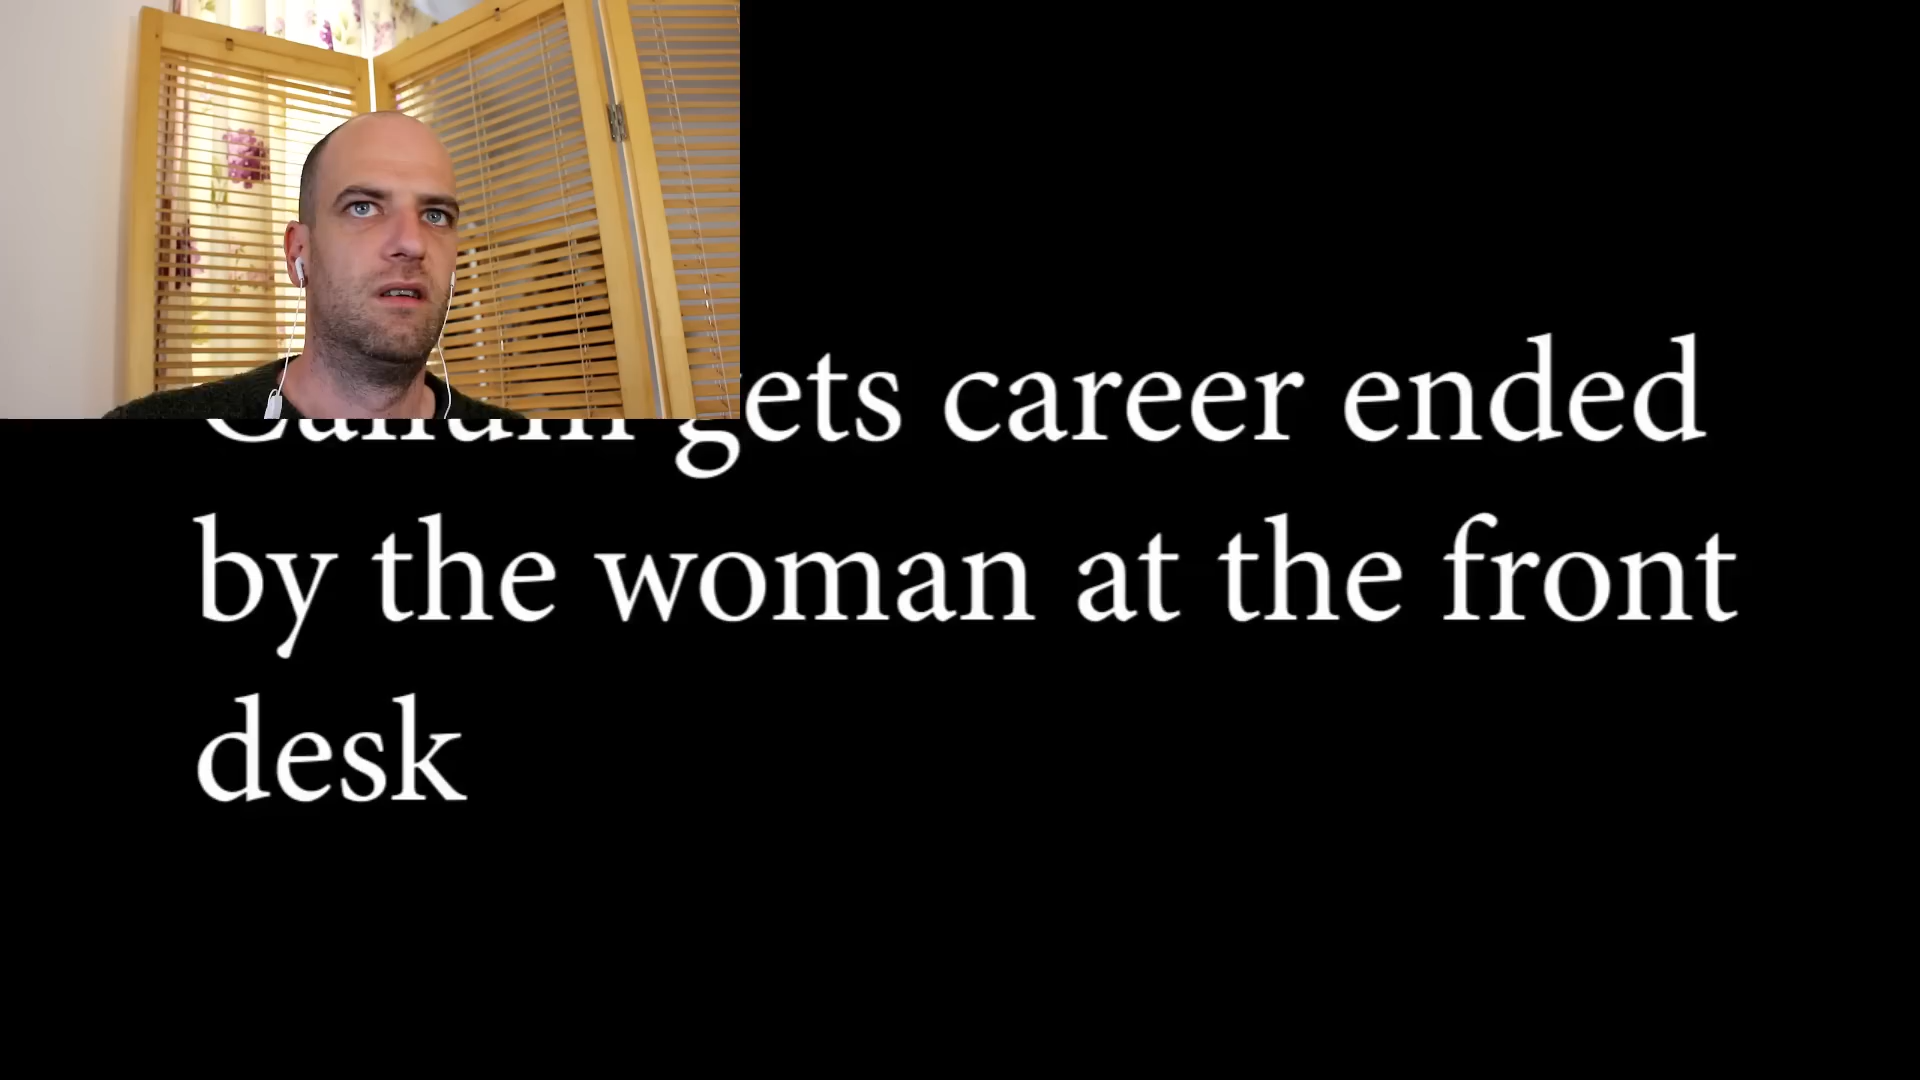 gets career ended
by the woman at the front
desk